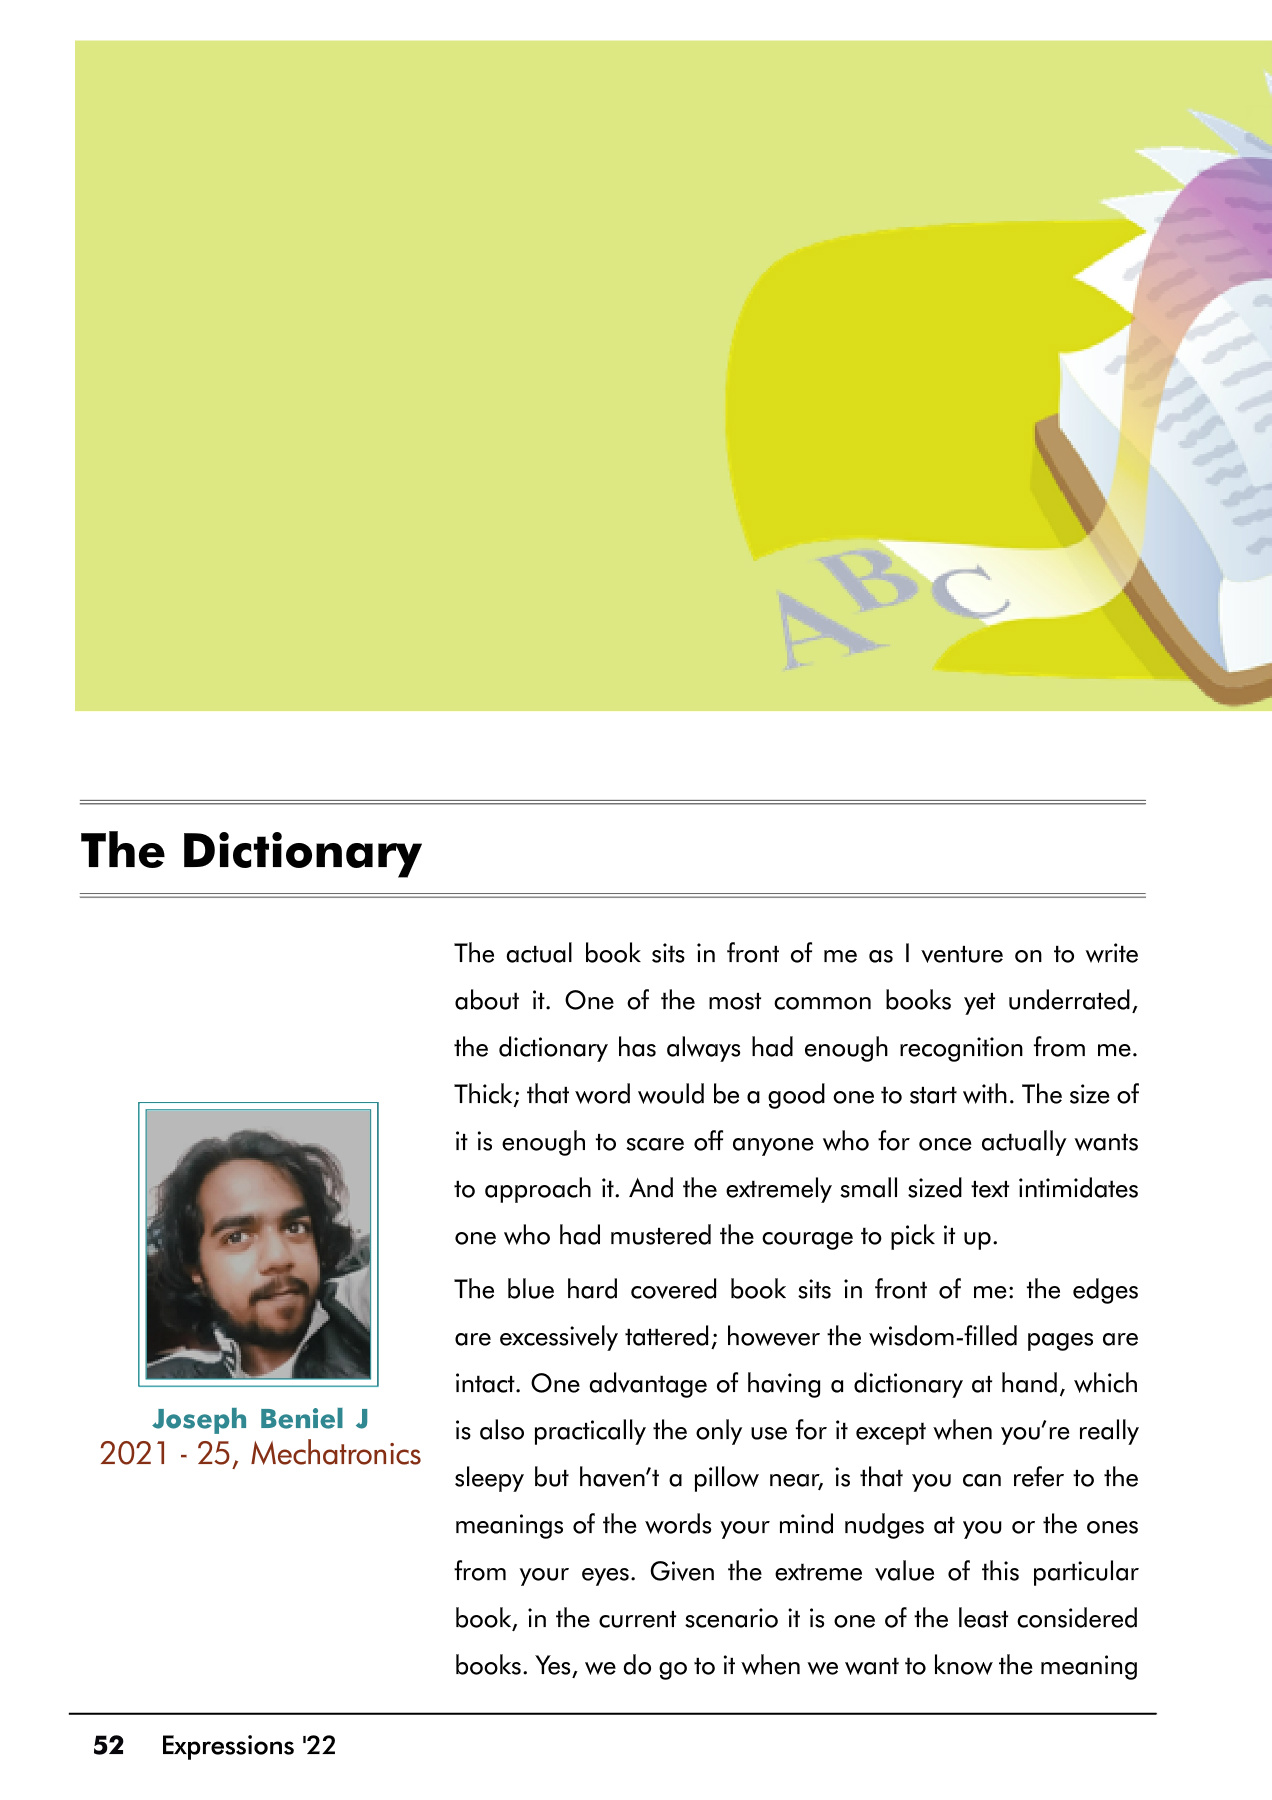 A B C
The Dictionary
The actual book sits in front of me as I venture on to write
about it. One of the most common books yet underrated,
the dictionary has always had enough recognition from me.
Thick; that word would be a good one to start with. The size of
it is enough to scare off anyone who for once actually wants
to approach it. And the extremely small sized text intimidates
one who had mustered the courage to pick it up.
The blue hard covered book sits in front of me: the edges
are excessively tattered; however the wisdom-filled pages are
intact. One advantage of having a dictionary at hand, which
is also practically the only use for it except when you’re really
sleepy but haven’t a pillow near, is that you can refer to the
meanings of the words your mind nudges at you or the ones
from your eyes. Given the extreme value of this particular
book, in the current scenario it is one of the least considered
books. Yes, we do go to it when we want to know the meaning
Joseph Beniel J
2021 - 25, Mechatronics
52 Expressions '22